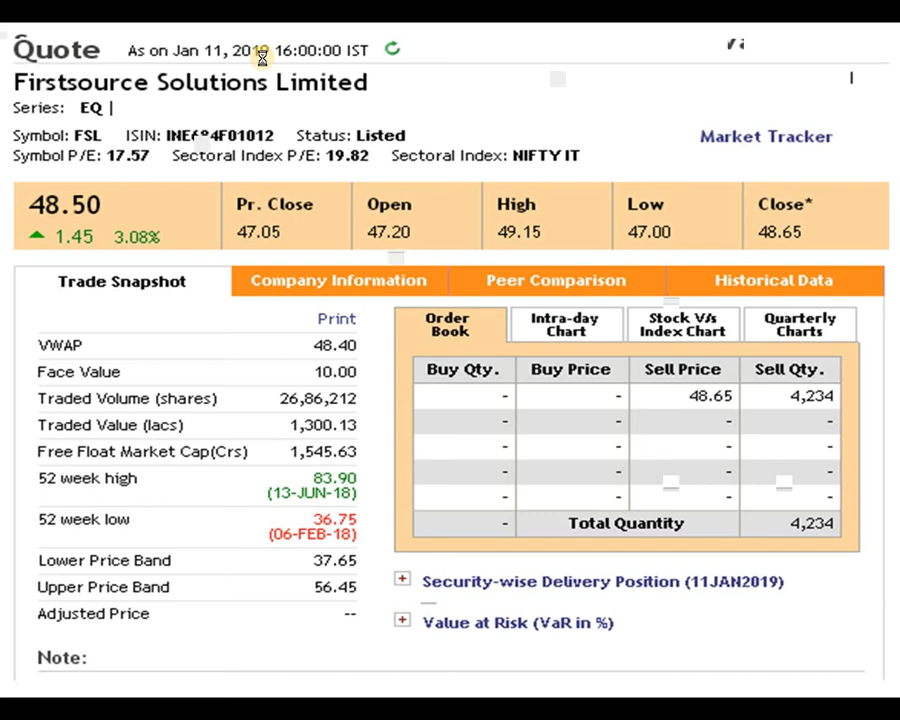 Quote As on Jan 11, 2019 16:00:00 IST
Firstsource Solutions Limited
Series: EQ |
Symbol: FSL ISIN: INE684F01012 Status: Listed
Market Tracker
Symbol P/E: 17.57 Sectoral Index P/E: 19.82 Sectoral Index: NIFTY IT
48.50 Pr. Close Open High Low Close*
1.45 3.08% 47.05 47.20 49.15 47.00 48.65
Trade Snapshot Company Information Peer Comparison Historical Data
Print
VWAP 48.40
Face Value 10.00
Traded Volume (shares) 26,86,212
Traded Value (lacs) 1,300.13
Free Float Market Cap(Crs) 1,545.63
52 week high 83.90
(13-JUN-18)
52 week low 36.75
(06-FEB-18)
Lower Price Band 37.65
Upper Price Band 56.45
Adjusted Price --
Order Book
Intra-day Chart
Stock V/s Index Chart
Quarterly Charts
Buy Qty. Buy Price Sell Price Sell Qty.
- - 48.65 4,234
- - - -
- - - -
- - - -
- - - -
- Total Quantity 4,234
+ Security-wise Delivery Position (11JAN2019)
+ Value at Risk (VaR in %)
Note: